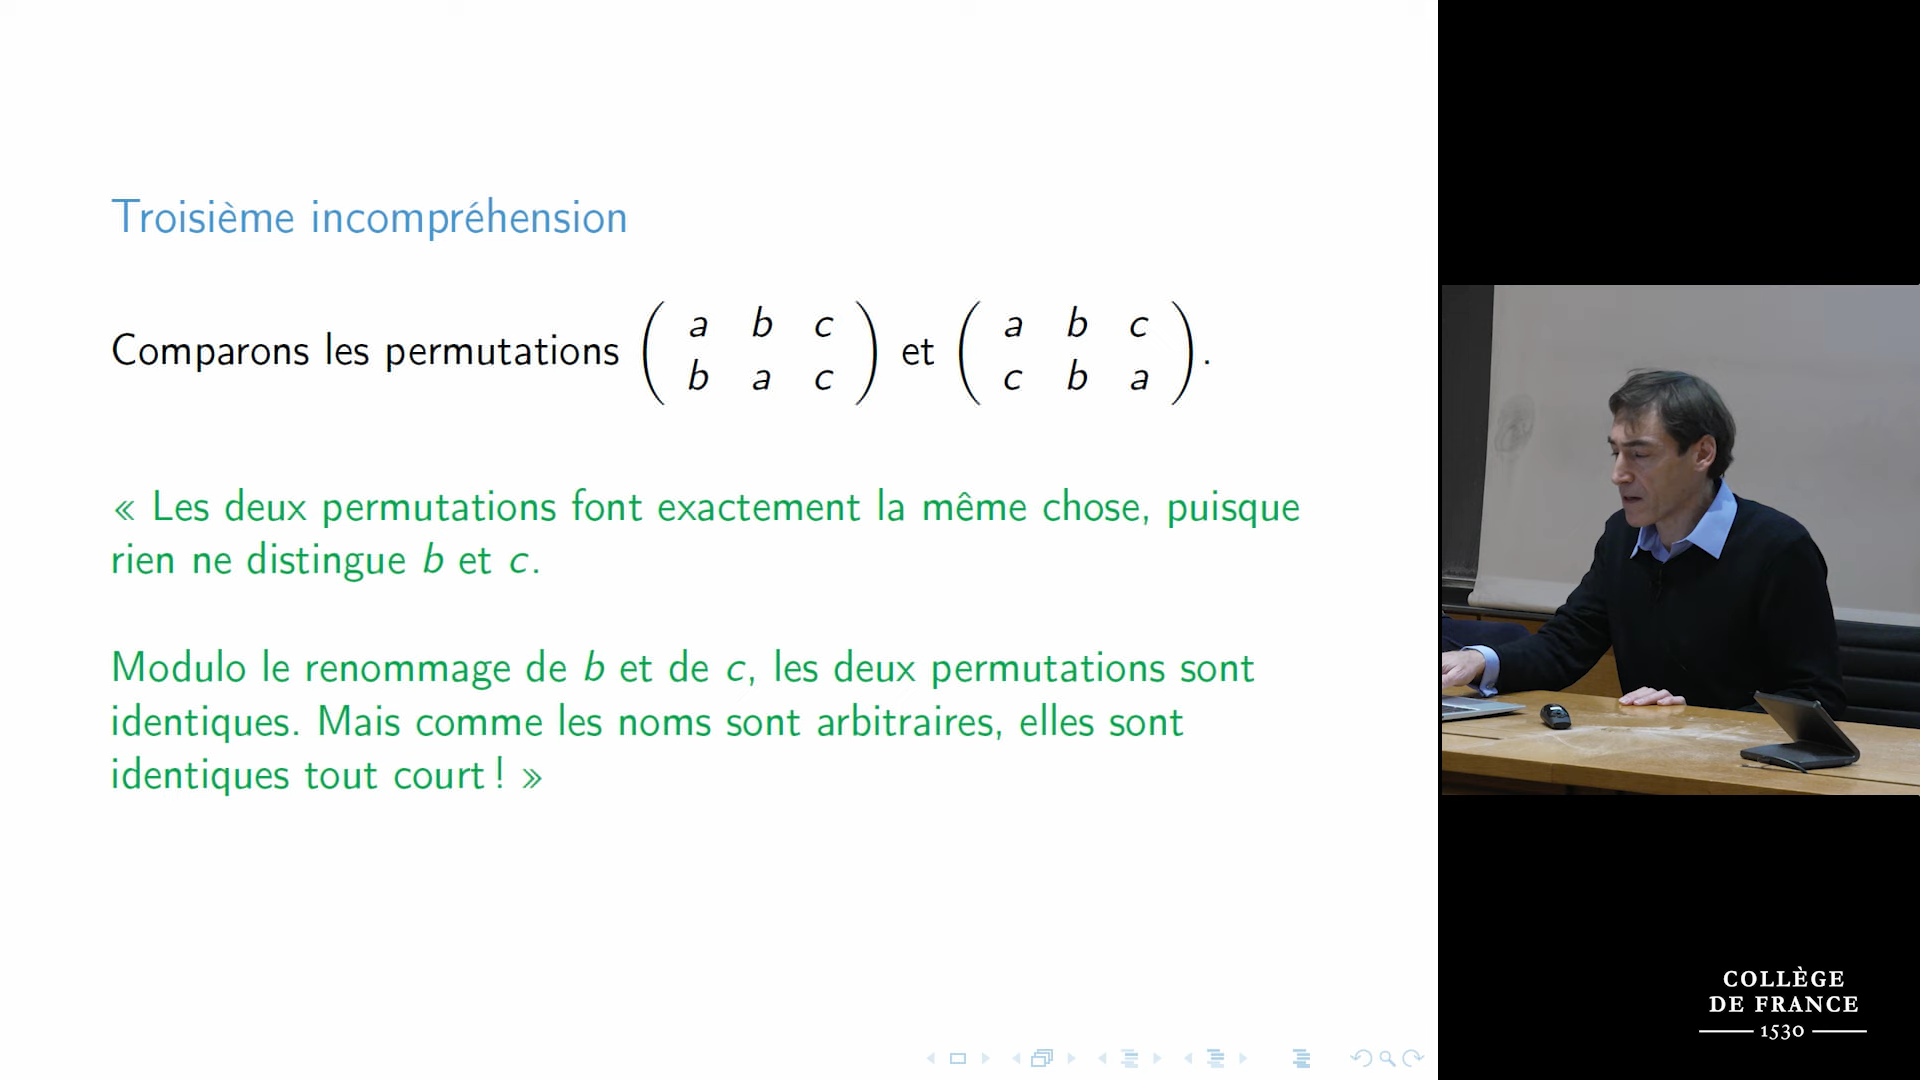 Troisième incompréhension
Comparons les permutations ( a b c
b a c ) et ( a b c
c b a ).
« Les deux permutations font exactement la même chose, puisque
rien ne distingue b et c.
Modulo le renommage de b et de c, les deux permutations sont
identiques. Mais comme les noms sont arbitraires, elles sont
identiques tout court ! »
COLLÈGE
DE FRANCE
1530